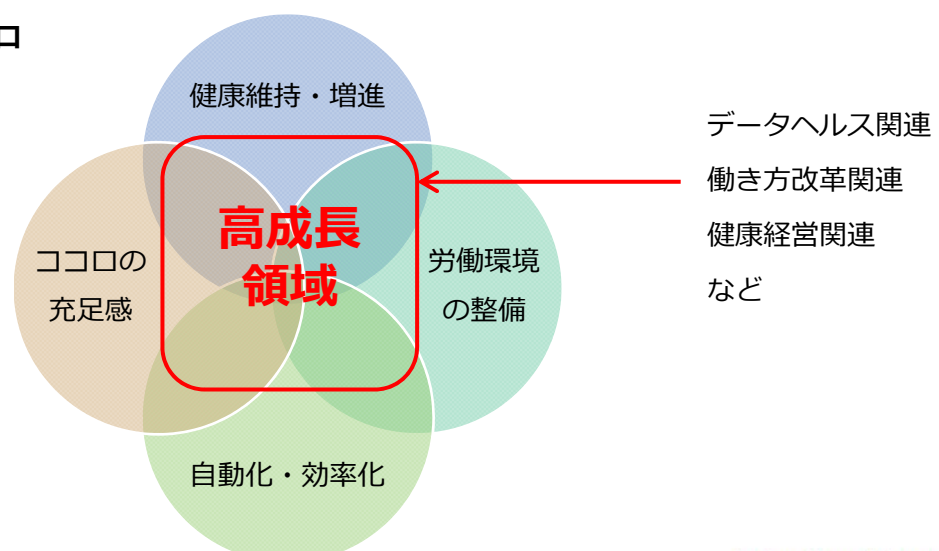 ロ
健康維持・増進
データヘルス関連
働き方改革関連
健康経営関連
など
高成長
領域
ココロの
充足感
労働環境
の整備
自動化・効率化